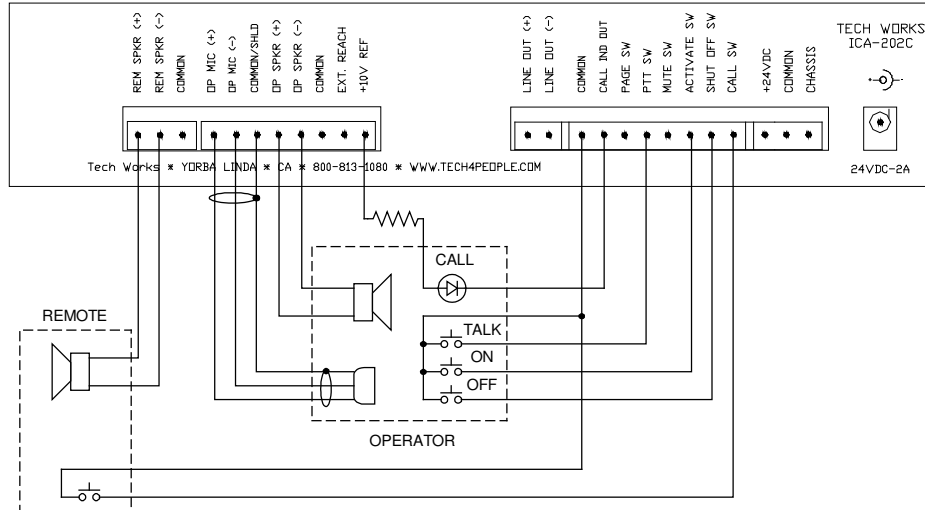 REM SPKR (+)
REM SPKR (-)
COMMON
OP MIC (+)
OP MIC (-)
COMMON/SHLD
OP SPKR (+)
OP SPKR (-)
COMMON
EXT. REACH
+10V REF
LINE OUT (+)
LINE OUT (-)
COMMON
CALL IND OUT
PAGE SW
PTT SW
MUTE SW
ACTIVATE SW
SHUT OFF SW
CALL SW
+24VDC
COMMON
CHASSIS
TECH WORKS
ICA-202C
24VDC-2A
Tech Works * YORBA LINDA * CA * 800-813-1080 * WWW.TECH4PEOPLE.COM
CALL
REMOTE
TALK
ON
OFF
OPERATOR